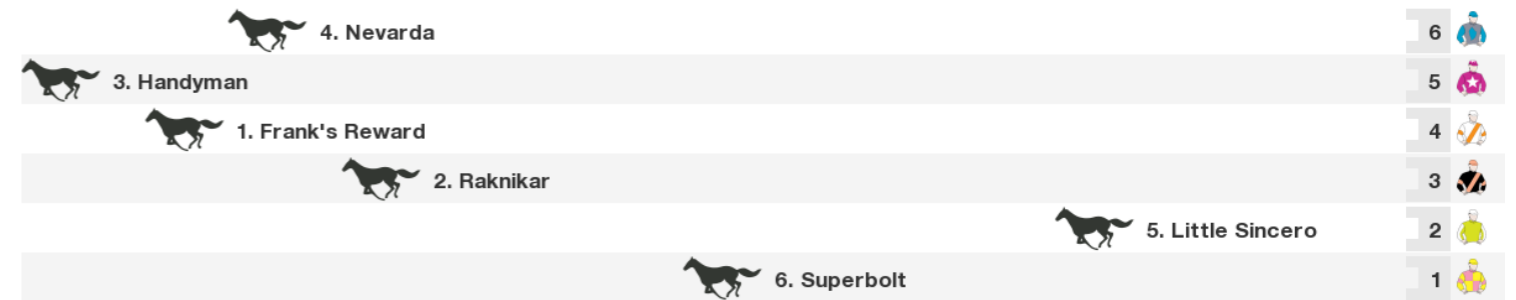 4. Nevarda 6
3. Handyman 5
1. Frank's Reward 4
2. Raknikar 3
5. Little Sincero 2
6. Superbolt 1